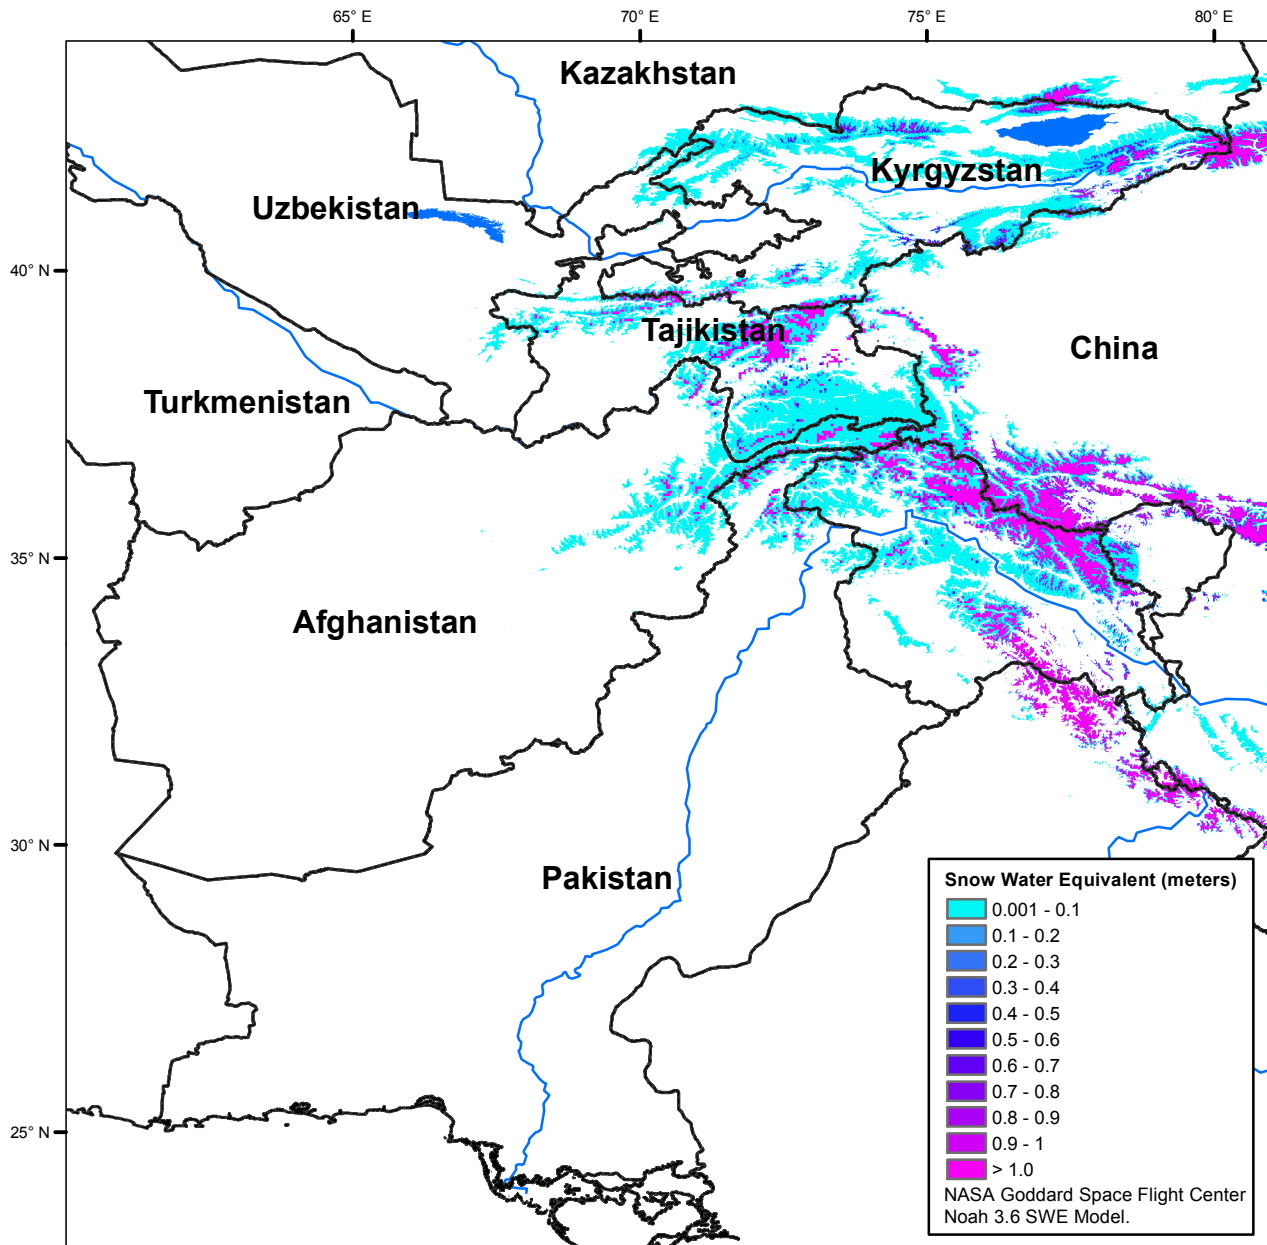 65° E
70° E
75° E
80° E
Kazakhstan
Kyrgyzstan
Uzbekistan
40° N
Tajikistan
China
Turkmenistan
35° N
Afghanistan
30° N
Pakistan
25° N
Snow Water Equivalent (meters)
0.001 - 0.1
0.1 - 0.2
0.2 - 0.3
0.3 - 0.4
0.4 - 0.5
0.5 - 0.6
0.6 - 0.7
0.7 - 0.8
0.8 - 0.9
0.9 - 1
> 1.0
NASA Goddard Space Flight Center
Noah 3.6 SWE Model.